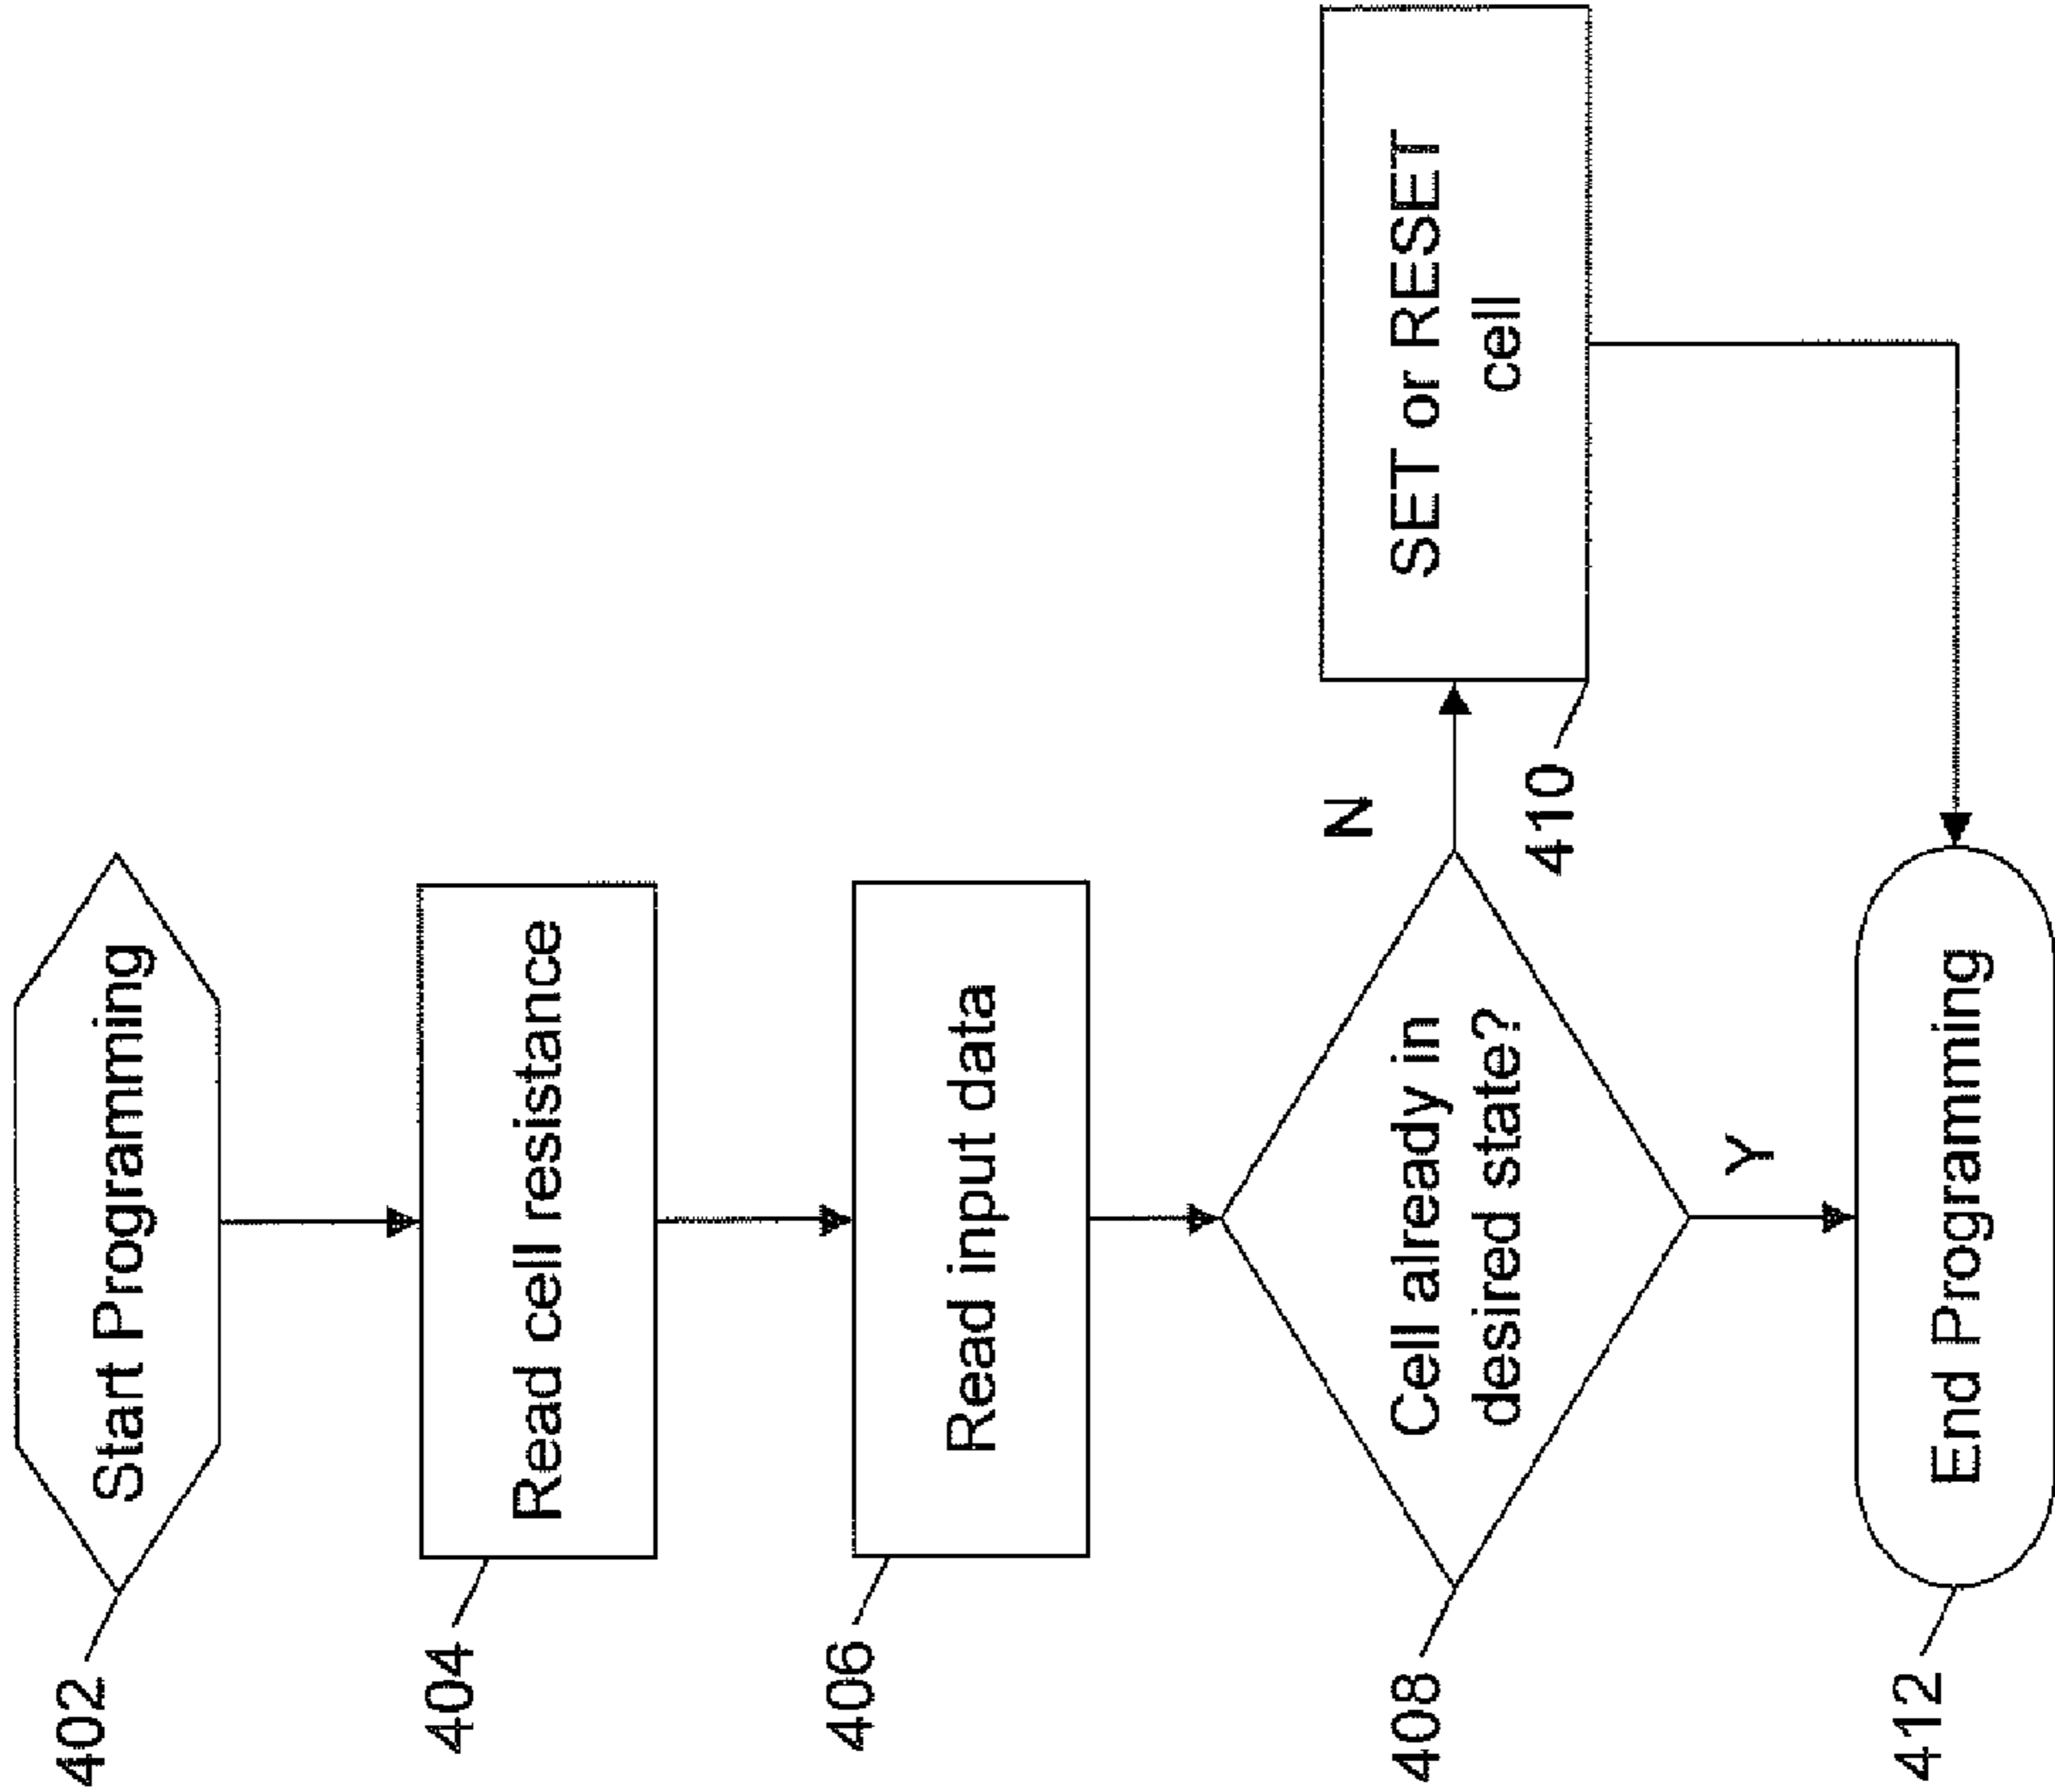 402
Start Programming
404
Read cell resistance
406
Read input data
408
Cell already in
desired state?
N
410
SET or RESET
cell
Y
412
End Programming